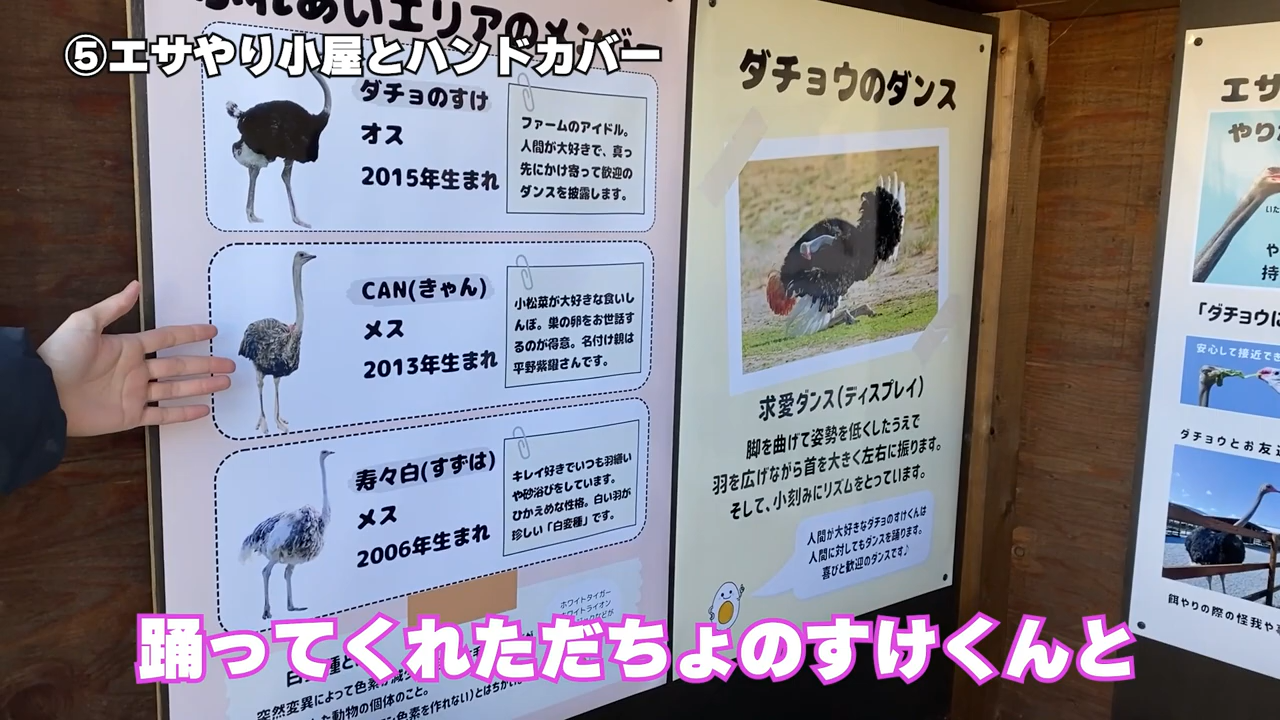 ふれあいエリアのメンバー
⑤エサやり小屋とハンドカバー
ダチョのすけ
オス
2015年生まれ
ファームのアイドル。
人間が大好きで、真っ
先にかけ寄って歓迎の
ダンスを披露します。
CAN(きゃん)
メス
2013年生まれ
小松菜が大好きな食いし
んぼ。巣の卵をお世話す
るのが得意。名付け親は
平野紫耀さんです。
寿々白(すずは)
メス
2006年生まれ
キレイ好きでいつも羽繕い
や砂浴びをしています。
ひかえめな性格。白い羽が
珍しい「白変種」です。
ホワイトタイガー
ホワイトライオン
突然変異によって色素が減少
動物の個体のこと。
色素を作れない)とはちがい
ダチョウのダンス
求愛ダンス(ディスプレイ)
脚を曲げて姿勢を低くしたうえで
羽を広げながら首を大きく左右に振ります。
そして、小刻みにリズムをとっています。
人間が大好きなダチョのすけくんは
人間に対してもダンスを踊ります。
喜びと歓迎のダンスです♪
エサ
やり
いた
や
持
「ダチョウに
安心して接近でき
ダチョウとお友達
餌やりの際の怪我や
踊ってくれただちょのすけくんと